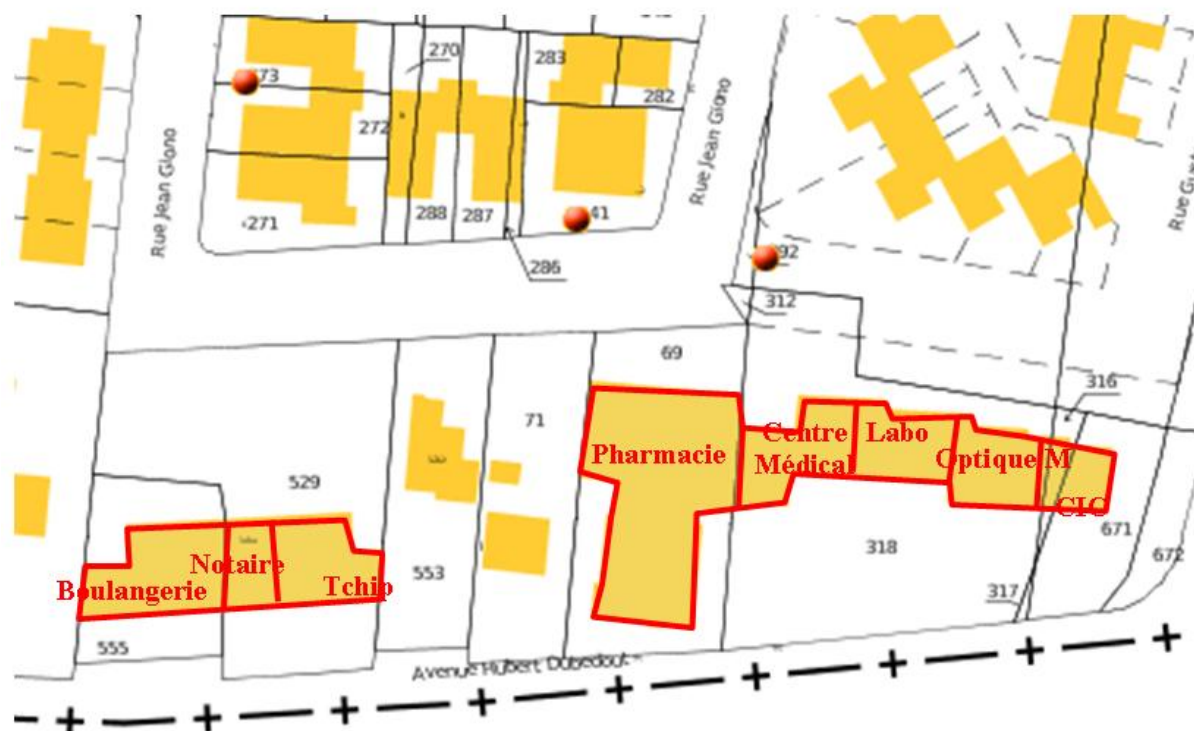 270
283
73
282
272
Rue Jean Giono
Rue Jean Giono
271
288
287
41
286
92
312
69
316
71
Pharmacie
Centre
Médical
Labo
Optique M
CIC
529
Notaire
Boulangerie
Tchip
553
318
671
672
317
555
Avenue Hubert Dubedout